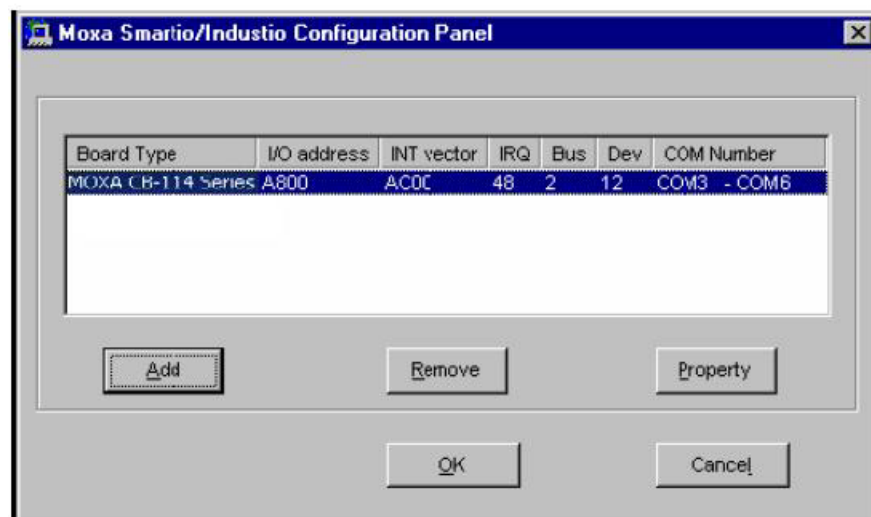 Moxa Smartio/Industio Configuration Panel
Board Type I/O address INT vector IRQ Bus Dev COM Number
MOXA CB-114 Series A800 AC00 48 2 12 COM3 - COM6
Add Remove Property
OK Cancel